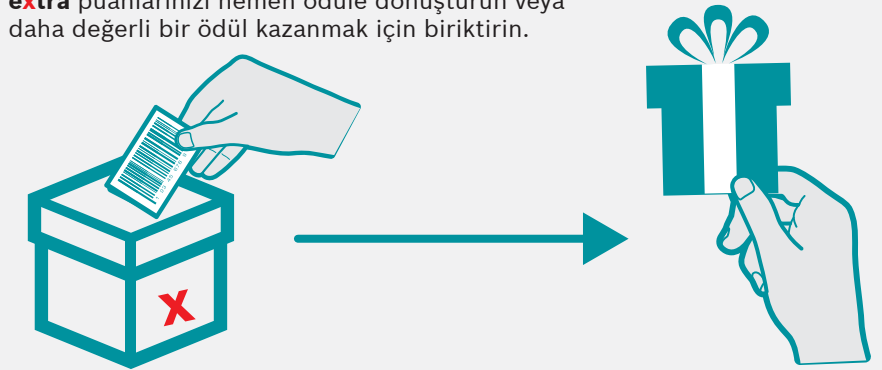 extra puanlarınızı hemen ödüle dönüştürün veya
daha değerli bir ödül kazanmak için biriktirin.
x